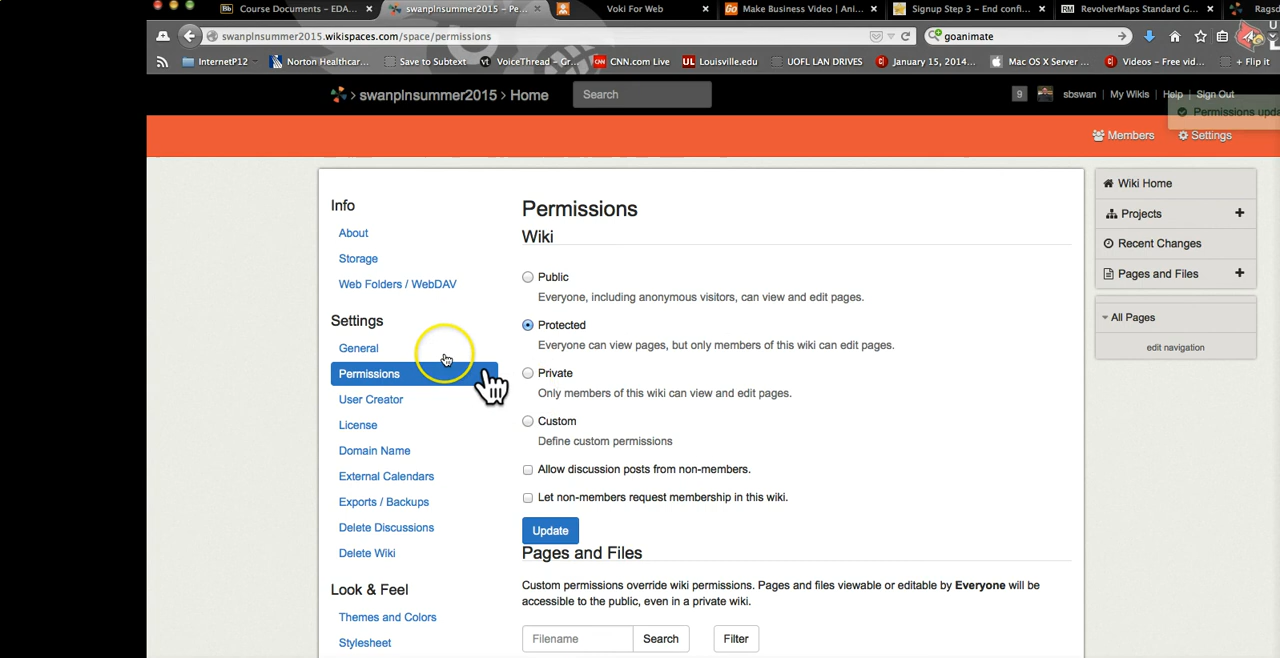 Course Documents – EDA... swanplnsummer2015 – Pe... Voki For Web Make Business Video | Ani... Signup Step 3 – End confi... RevolverMaps Standard G... Ragsd
swanplnsummer2015.wikispaces.com/space/permissions goanimate
InternetP12 Norton Healthcar... Save to Subtext VoiceThread – Gr... CNN.com Live Louisville.edu UOFL LAN DRIVES January 15, 2014... Mac OS X Server ... Videos – Free vid... + Flip it
> swanplnsummer2015 > Home Search 9 sbswan | My Wikis | Help | Sign Out
Permissions upda
Members Settings
Info
About
Storage
Web Folders / WebDAV
Settings
General
Permissions
User Creator
License
Domain Name
External Calendars
Exports / Backups
Delete Discussions
Delete Wiki
Look & Feel
Themes and Colors
Stylesheet
Permissions
Wiki
Public
Everyone, including anonymous visitors, can view and edit pages.
Protected
Everyone can view pages, but only members of this wiki can edit pages.
Private
Only members of this wiki can view and edit pages.
Custom
Define custom permissions
Allow discussion posts from non-members.
Let non-members request membership in this wiki.
Update
Pages and Files
Custom permissions override wiki permissions. Pages and files viewable or editable by Everyone will be
accessible to the public, even in a private wiki.
Filename Search Filter
Wiki Home
Projects +
Recent Changes
Pages and Files +
All Pages
edit navigation